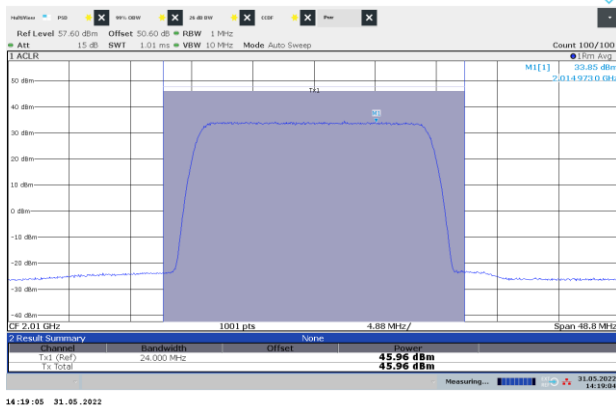 MultiView PSD 99% OBW 26 dB BW CCDF Pwr
Ref Level 57.60 dBm Offset 50.60 dB RBW 1 MHz
Att 15 dB SWT 1.01 ms VBW 10 MHz Mode Auto Sweep Count 100/100
1 ACLR 1Rm Avg
M1[1] 33.85 dBm
2.0149730 GHz
50 dBm
Tx1
40 dBm
M1
30 dBm
20 dBm
10 dBm
0 dBm
-10 dBm
-20 dBm
-30 dBm
-40 dBm
CF 2.01 GHz 1001 pts 4.88 MHz/ Span 48.8 MHz
2 Result Summary None
Channel Bandwidth Offset Power
Tx1 (Ref) 24.000 MHz 45.96 dBm
Tx Total 45.96 dBm
Measuring... 31.05.2022
14:19:04
14:19:05 31.05.2022